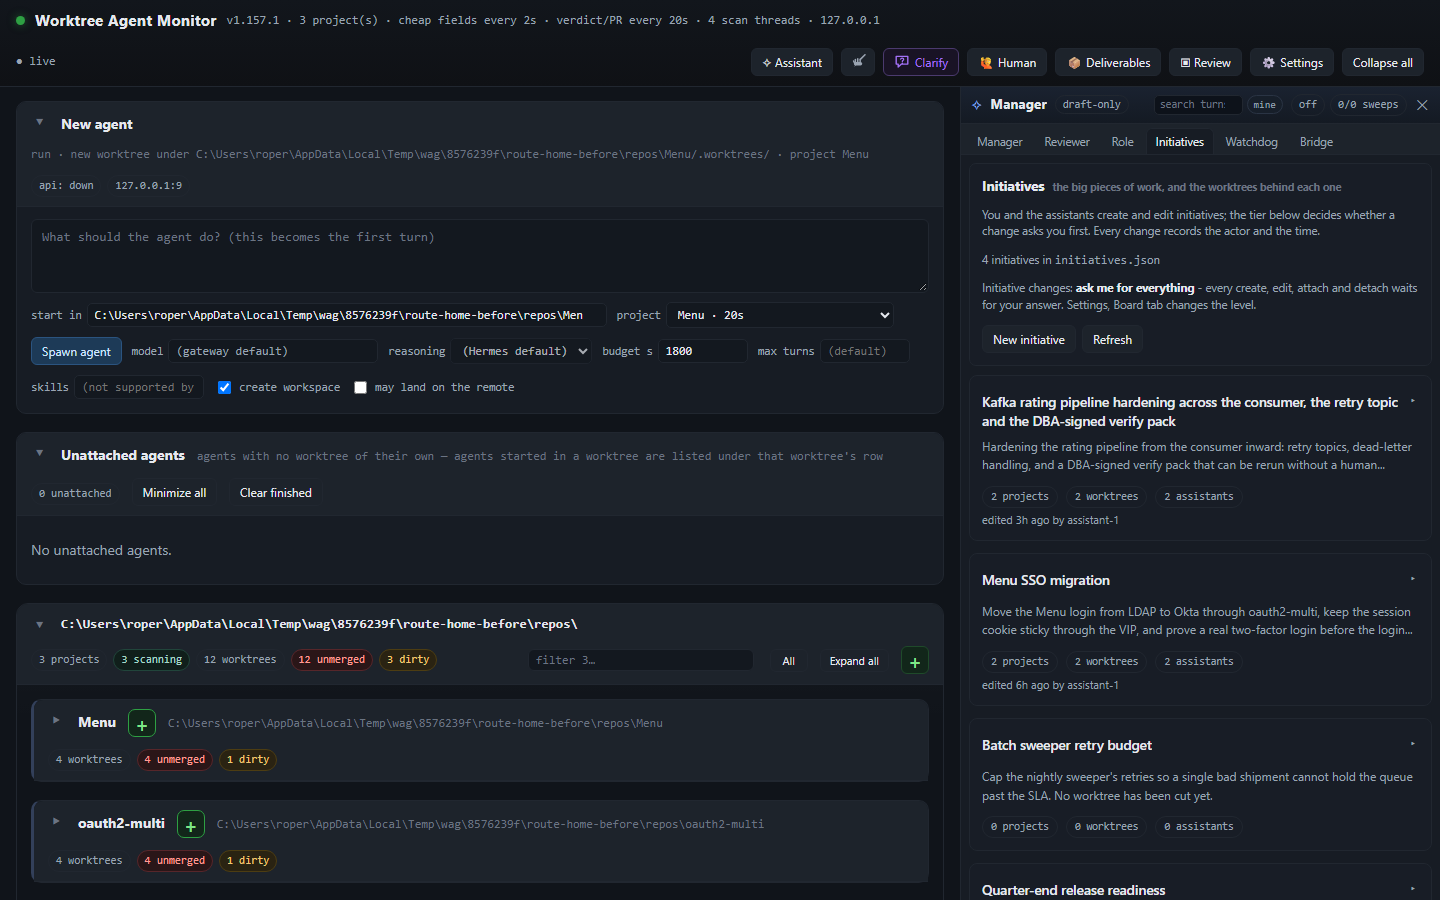 Worktree Agent Monitor v1.157.1 · 3 project(s) · cheap fields every 2s · verdict/PR every 20s · 4 scan threads · 127.0.0.1
live
Assistant
Clarify
Human
Deliverables
Review
Settings
Collapse all
New agent
run · new worktree under C:\Users\roper\AppData\Local\Temp\wag\8576239f\route-home-before\repos\Menu/.worktrees/ · project Menu
api: down 127.0.0.1:9
What should the agent do? (this becomes the first turn)
start in C:\Users\roper\AppData\Local\Temp\wag\8576239f\route-home-before\repos\Men project Menu · 20s
Spawn agent model (gateway default) reasoning (Hermes default) budget s 1800 max turns (default)
skills (not supported by create workspace may land on the remote
Unattached agents agents with no worktree of their own — agents started in a worktree are listed under that worktree's row
0 unattached Minimize all Clear finished
No unattached agents.
C:\Users\roper\AppData\Local\Temp\wag\8576239f\route-home-before\repos\
3 projects 3 scanning 12 worktrees 12 unmerged 3 dirty filter 3… All Expand all +
Menu + C:\Users\roper\AppData\Local\Temp\wag\8576239f\route-home-before\repos\Menu
4 worktrees 4 unmerged 1 dirty
oauth2-multi + C:\Users\roper\AppData\Local\Temp\wag\8576239f\route-home-before\repos\oauth2-multi
4 worktrees 4 unmerged 1 dirty
Manager draft-only search turn: mine off 0/0 sweeps
Manager Reviewer Role Initiatives Watchdog Bridge
Initiatives the big pieces of work, and the worktrees behind each one
You and the assistants create and edit initiatives; the tier below decides whether a
change asks you first. Every change records the actor and the time.
4 initiatives in initiatives.json
Initiative changes: ask me for everything - every create, edit, attach and detach waits
for your answer. Settings, Board tab changes the level.
New initiative Refresh
Kafka rating pipeline hardening across the consumer, the retry topic
and the DBA-signed verify pack
Hardening the rating pipeline from the consumer inward: retry topics, dead-letter
handling, and a DBA-signed verify pack that can be rerun without a human…
2 projects 2 worktrees 2 assistants
edited 3h ago by assistant-1
Menu SSO migration
Move the Menu login from LDAP to Okta through oauth2-multi, keep the session
cookie sticky through the VIP, and prove a real two-factor login before the login…
2 projects 2 worktrees 2 assistants
edited 6h ago by assistant-1
Batch sweeper retry budget
Cap the nightly sweeper's retries so a single bad shipment cannot hold the queue
past the SLA. No worktree has been cut yet.
0 projects 0 worktrees 0 assistants
Quarter-end release readiness